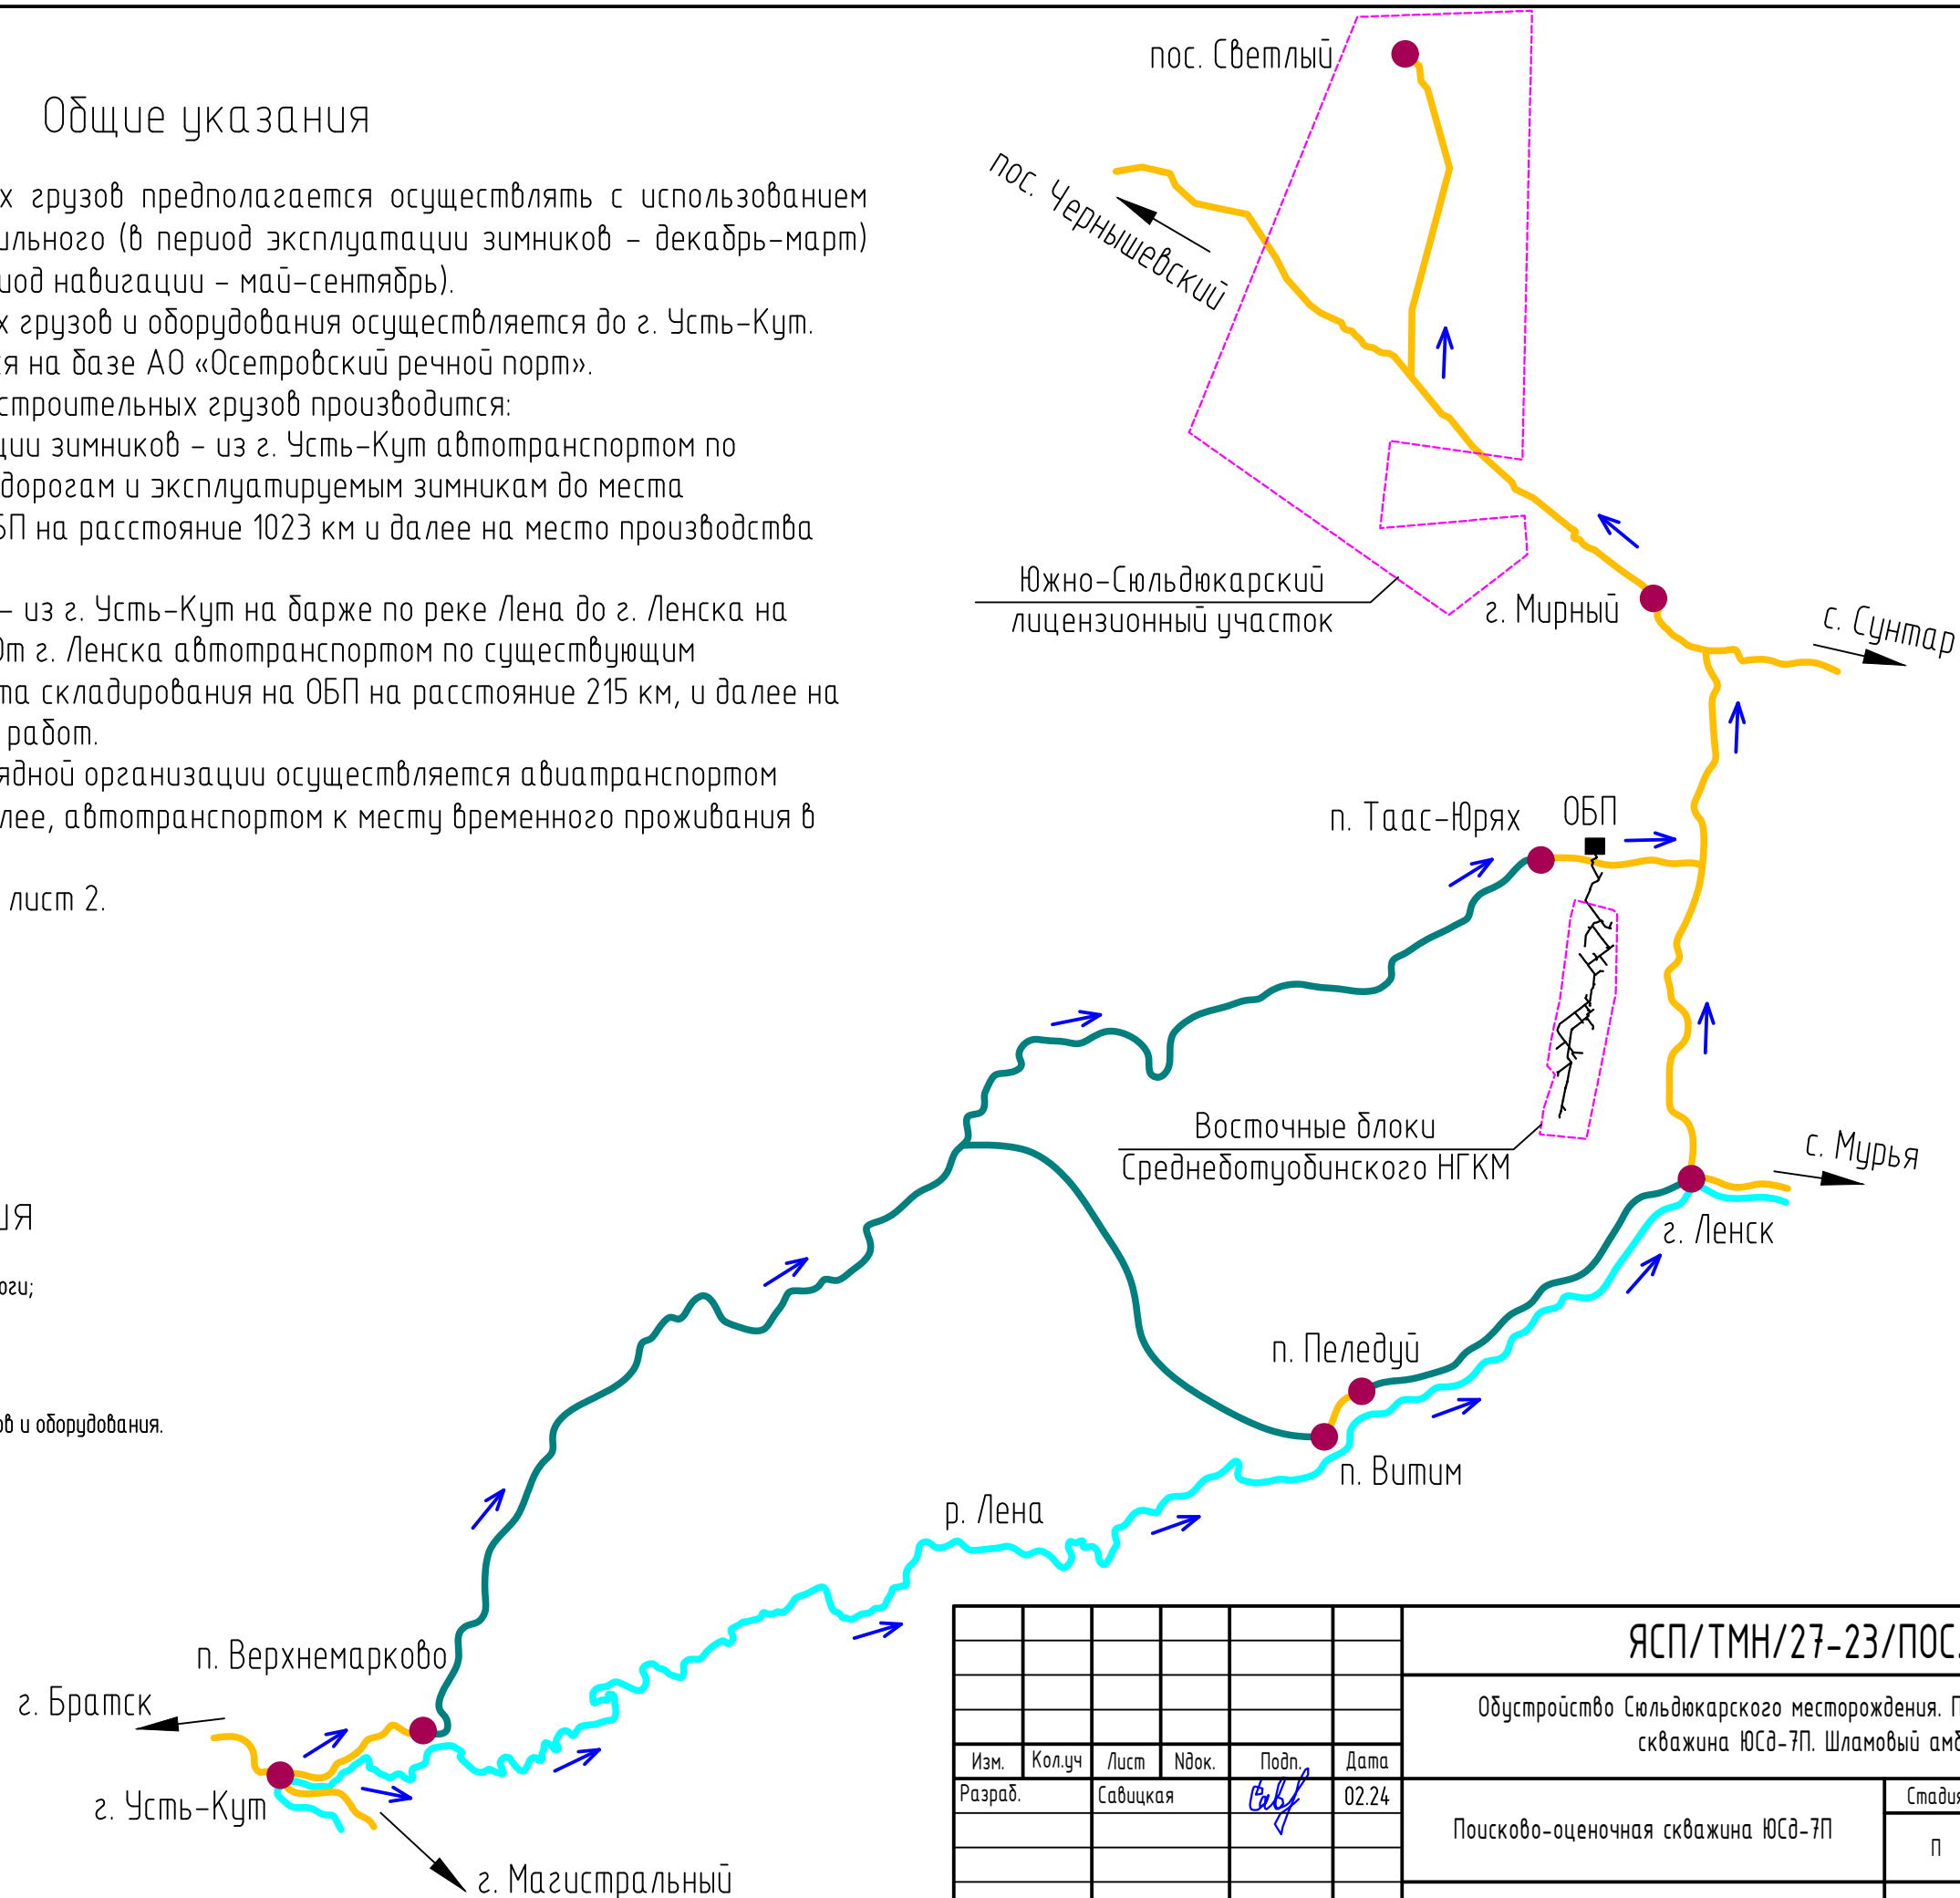 Общие указания
х грузов предполагается осуществлять с использованием
ильного (в период эксплуатации зимников – декабрь-март)
иод навигации – май-сентябрь).
х грузов и оборудования осуществляется до г. Усть-Кут.
ся на базе АО «Осетровский речной порт».
строительных грузов производится:
ции зимников – из г. Усть-Кут автотранспортом по
дорогам и эксплуатируемым зимникам до места
БП на расстояние 1023 км и далее на место производства
– из г. Усть-Кут на барже по реке Лена до г. Ленска на
От г. Ленска автотранспортом по существующим
та складирования на ОБП на расстояние 215 км, и далее на
работ.
ядной организации осуществляется авиатранспортом
лее, автотранспортом к месту временного проживания в
лист 2.
ия
оги;
ов и оборудования.
пос. Светлый
пос. Чернышевский
Южно-Сюльдюкарский
лицензионный участок
г. Мирный
с. Сунтар
п. Таас-Юрях
ОБП
Восточные блоки
Среднеботуобинского НГКМ
с. Мурья
г. Ленск
п. Пеледуй
п. Витим
р. Лена
п. Верхнемарково
г. Братск
г. Усть-Кут
г. Магистральный
ЯСП/ТМН/27-23/ПОС.
Обустройство Сюльдюкарского месторождения. П
скважина ЮСд-7П. Шламовый амб
Изм. Кол.уч Лист Nдок. Подп. Дата
Разраб. Савицкая 02.24
Поисково-оценочная скважина ЮСд-7П
Стадия
П